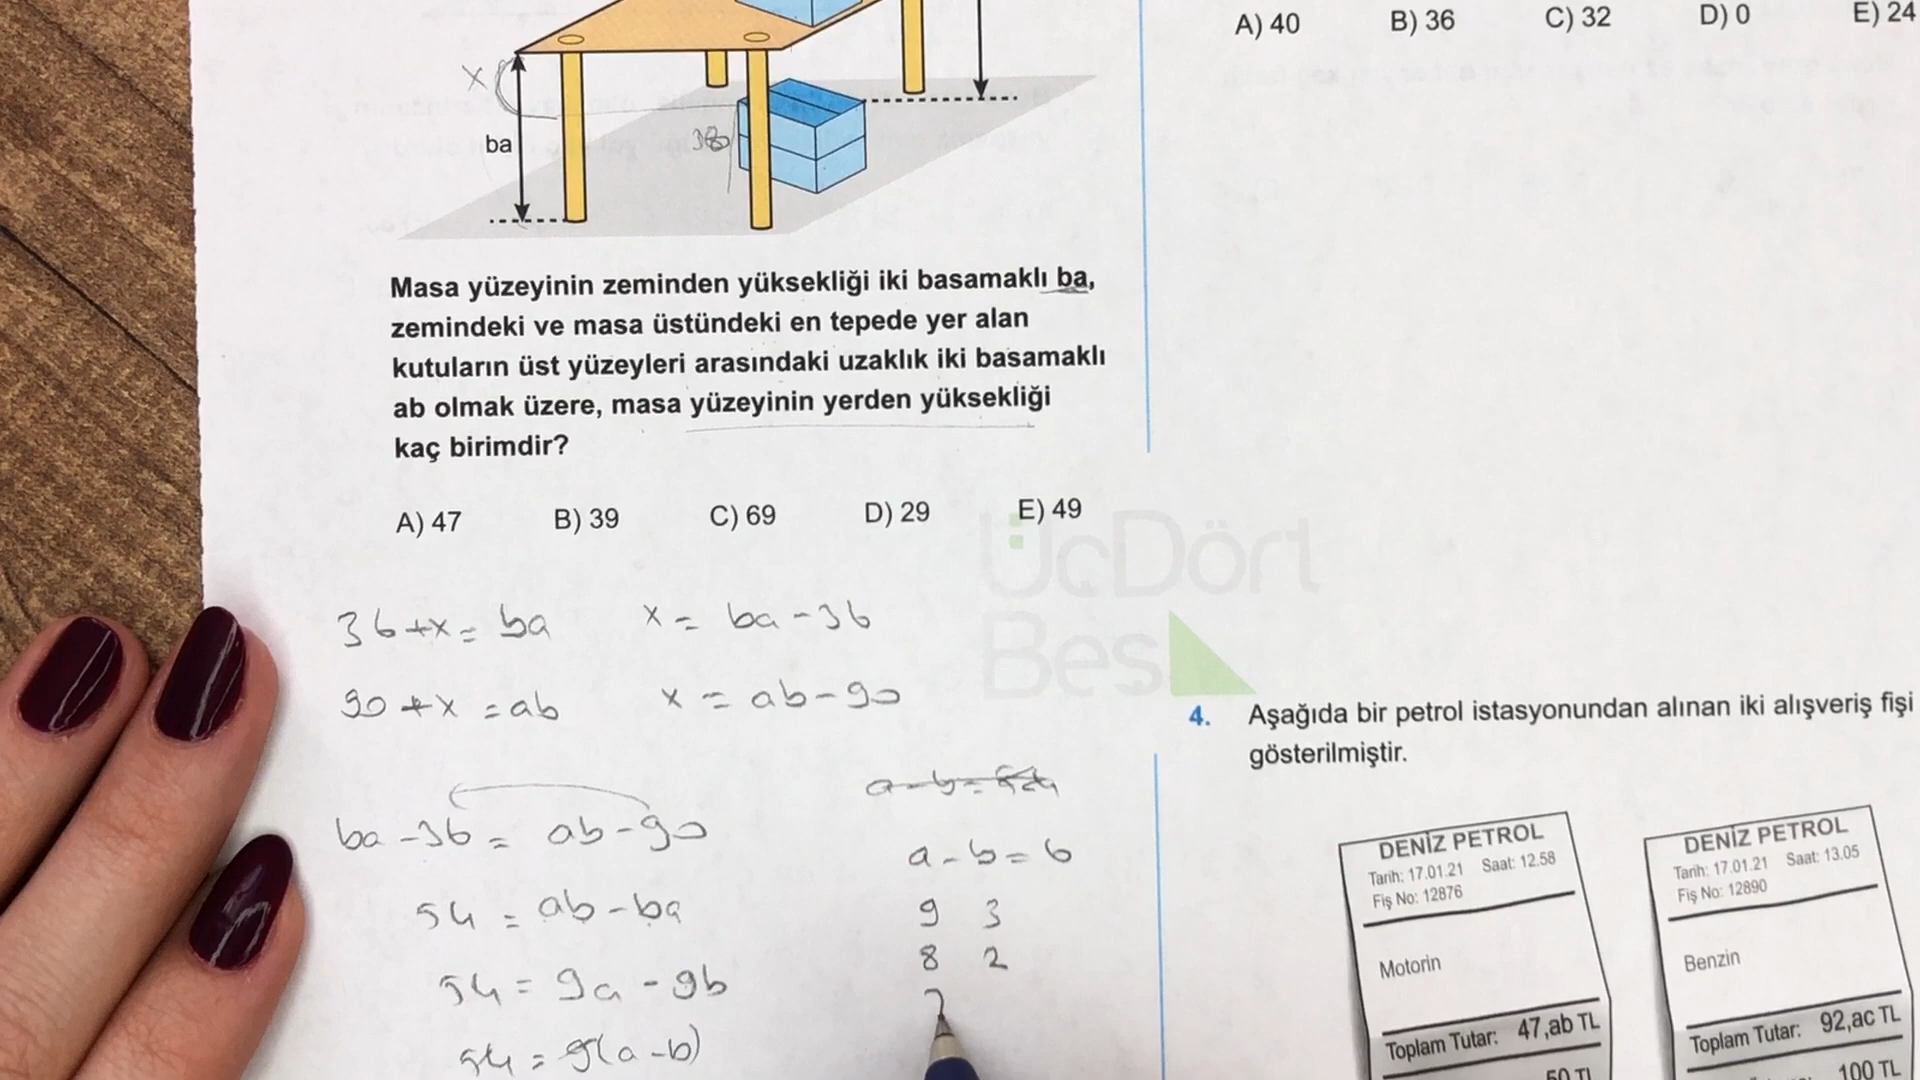 A) 40 B) 36 C) 32 D) 0 E) 24
x
ba
36
Masa yüzeyinin zeminden yüksekliği iki basamaklı ba,
zemindeki ve masa üstündeki en tepede yer alan
kutuların üst yüzeyleri arasındaki uzaklık iki basamaklı
ab olmak üzere, masa yüzeyinin yerden yüksekliği
kaç birimdir?
A) 47 B) 39 C) 69 D) 29 E) 49
ÜçDört
Beş
36+x = ba x = ba - 36
90+x = ab x = ab - 90
ba - 36 = ab - 90
54 = ab - ba
54 = 9a - 9b
54 = 9(a - b)
a - b = 54
a - b = 6
9 3
8 2
7
4. Aşağıda bir petrol istasyonundan alınan iki alışveriş fişi
gösterilmiştir.
DENİZ PETROL
Tarih: 17.01.21 Saat: 12.58
Fiş No: 12876
Motorin
Toplam Tutar: 47,ab TL
50 TL
DENİZ PETROL
Tarih: 17.01.21 Saat: 13.05
Fiş No: 12890
Benzin
Toplam Tutar: 92,ac TL
100 TL